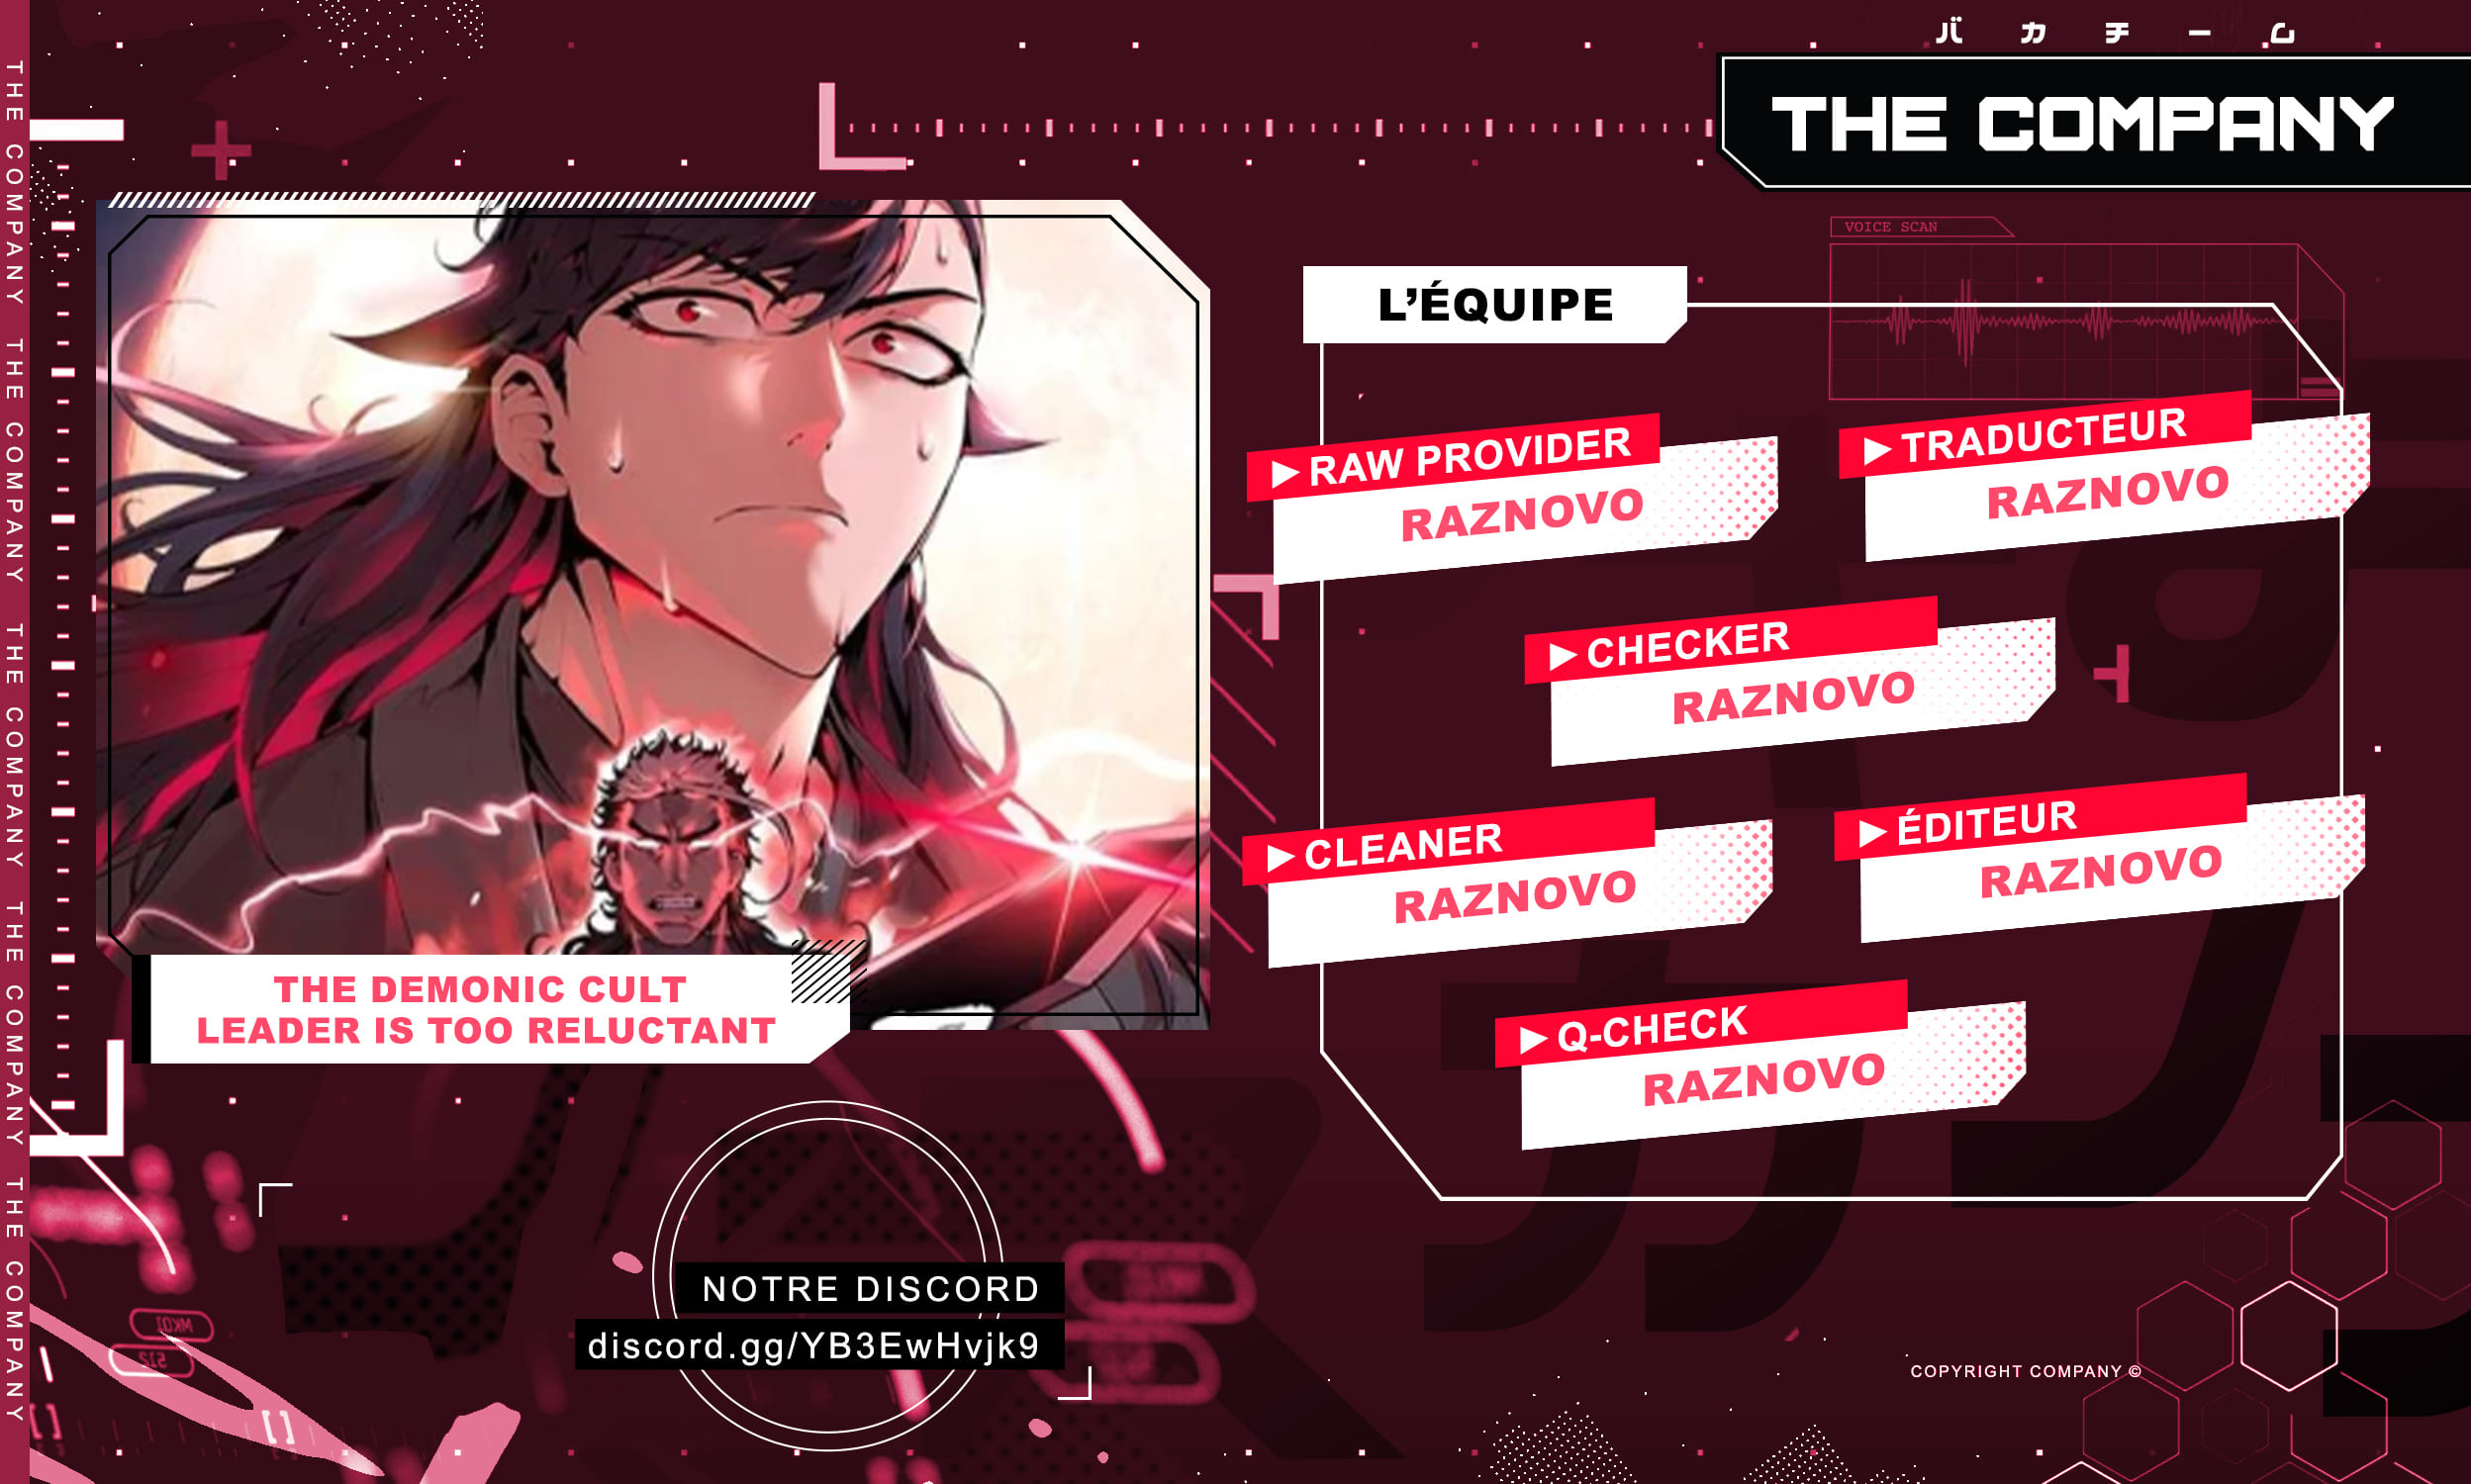 バカチーム
THE COMPANY
THE COMPANY THE COMPANY THE COMPANY THE COMPANY THE COMPANY
VOICE SCAN
L'ÉQUIPE
RAW PROVIDER
RAZNOVO
TRADUCTEUR
RAZNOVO
CHECKER
RAZNOVO
CLEANER
RAZNOVO
ÉDITEUR
RAZNOVO
Q-CHECK
RAZNOVO
THE DEMONIC CULT
LEADER IS TOO RELUCTANT
NOTRE DISCORD
discord.gg/YB3EwHvjk9
MK01
512
COPYRIGHT COMPANY ©